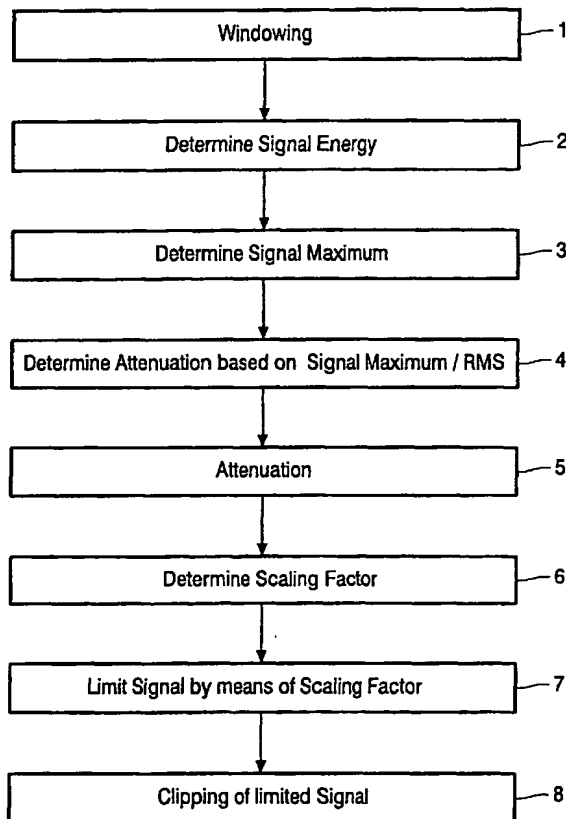 Windowing 1
Determine Signal Energy 2
Determine Signal Maximum 3
Determine Attenuation based on Signal Maximum / RMS 4
Attenuation 5
Determine Scaling Factor 6
Limit Signal by means of Scaling Factor 7
Clipping of limited Signal 8